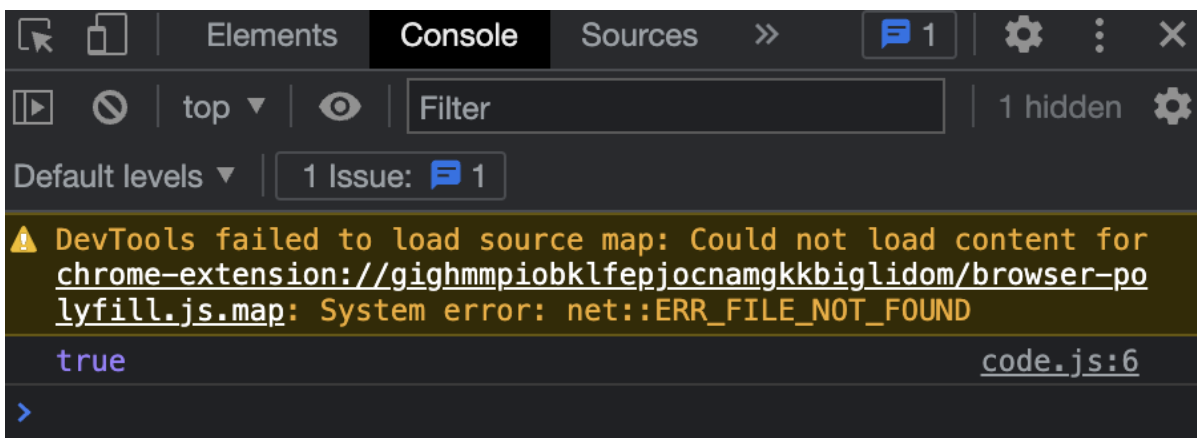 Elements Console Sources » 1
top ▼ Filter 1 hidden
Default levels ▼ 1 Issue: 1
DevTools failed to load source map: Could not load content for
chrome-extension://gighmmpiobklfepjocnamgkkbiglidom/browser-po
lyfill.js.map: System error: net::ERR_FILE_NOT_FOUND
true code.js:6